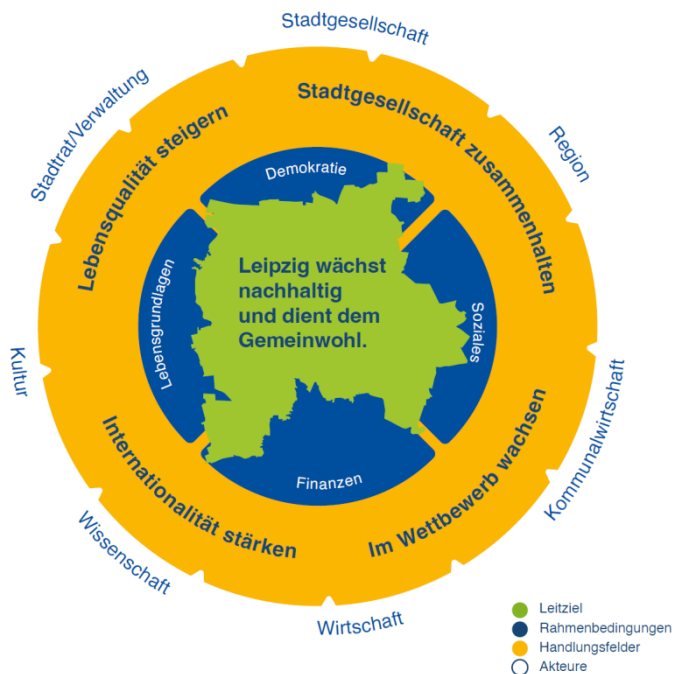 Stadtgesellschaft
Region
Kommunalwirtschaft
Wirtschaft
Wissenschaft
Kultur
Stadtrat/Verwaltung
Lebensqualität steigern
Stadtgesellschaft zusammenhalten
Im Wettbewerb wachsen
Internationalität stärken
Demokratie
Soziales
Finanzen
Lebensgrundlagen
Leipzig wächst
nachhaltig
und dient dem
Gemeinwohl.
Leitziel
Rahmenbedingungen
Handlungsfelder
Akteure